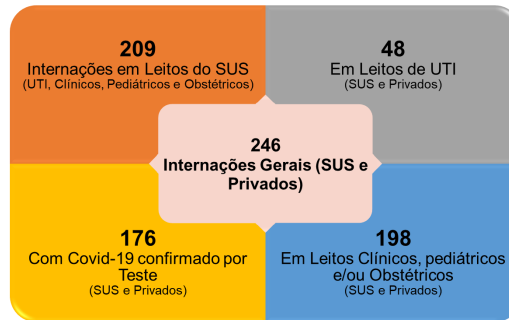 209
Internações em Leitos do SUS
(UTI, Clínicos, Pediátricos e Obstétricos)
48
Em Leitos de UTI
(SUS e Privados)
246
Internações Gerais (SUS e
Privados)
176
Com Covid-19 confirmado por
Teste
(SUS e Privados)
198
Em Leitos Clínicos, pediátricos
e/ou Obstétricos
(SUS e Privados)